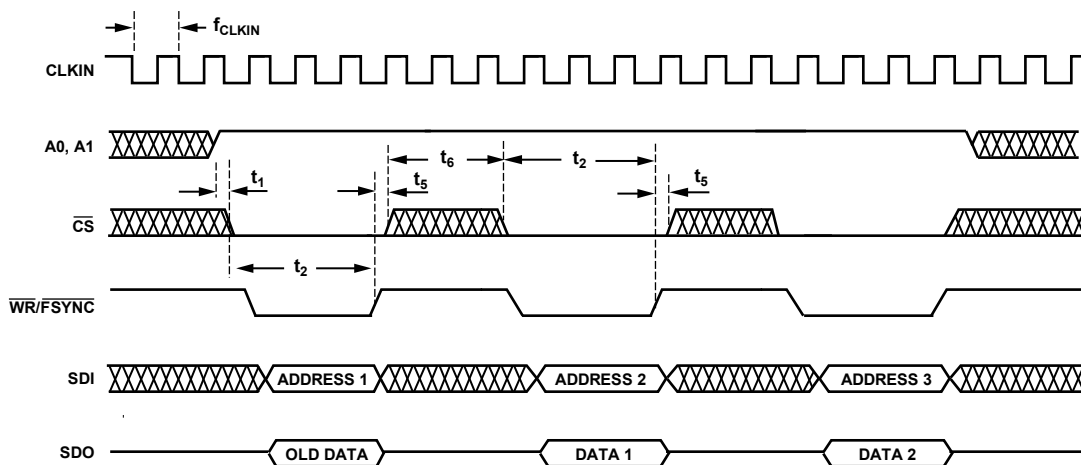 fCLKIN
CLKIN
A0, A1
t6 t2
t1 t5 t5
CS
t2
WR/FSYNC
SDI ADDRESS 1 ADDRESS 2 ADDRESS 3
SDO OLD DATA DATA 1 DATA 2